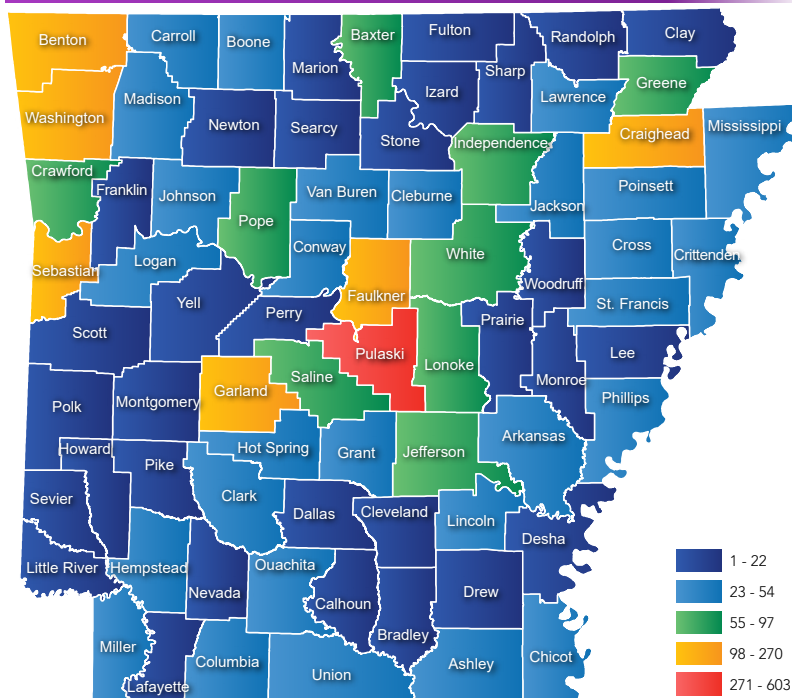 Benton
Carroll
Boone
Marion
Baxter
Fulton
Randolph
Clay
Sharp
Izard
Greene
Washington
Madison
Lawrence
Newton
Searcy
Stone
Independence
Craighead
Mississippi
Crawford
Franklin
Johnson
Pope
Van Buren
Cleburne
Jackson
Poinsett
Sebastian
Logan
Conway
White
Woodruff
Cross
Crittenden
Yell
Faulkner
St. Francis
Scott
Perry
Pulaski
Prairie
Lee
Saline
Lonoke
Monroe
Polk
Montgomery
Garland
Phillips
Howard
Pike
Hot Spring
Grant
Jefferson
Arkansas
Sevier
Clark
Dallas
Cleveland
Lincoln
Desha
Little River
Hempstead
Nevada
Ouachita
Calhoun
Drew
Bradley
Miller
Lafayette
Columbia
Union
Ashley
Chicot
1 - 22
23 - 54
55 - 97
98 - 270
271 - 603